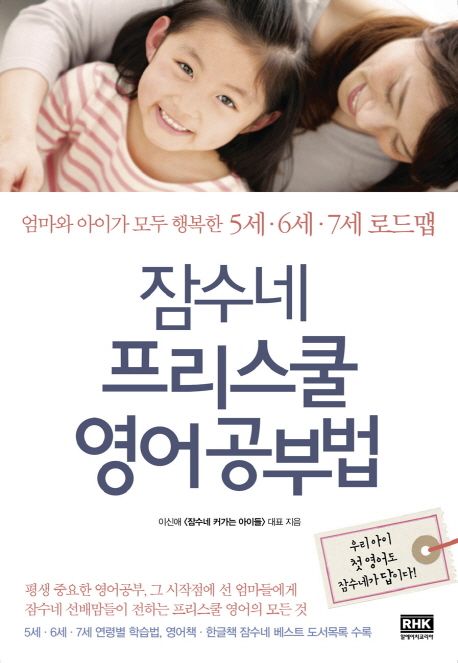 엄마와 아이가 모두 행복한 5세·6세·7세 로드맵
잠수네
프리스쿨
영어공부법
이신애 〈잠수네 커가는 아이들〉 대표 지음
우리 아이
첫 영어도
잠수네가 답이다!
평생 중요한 영어공부, 그 시작점에 선 엄마들에게
잠수네 선배맘들이 전하는 프리스쿨 영어의 모든 것
5세·6세·7세 연령별 학습법, 영어책·한글책 잠수네 베스트 도서목록 수록
RHK
알에이치코리아